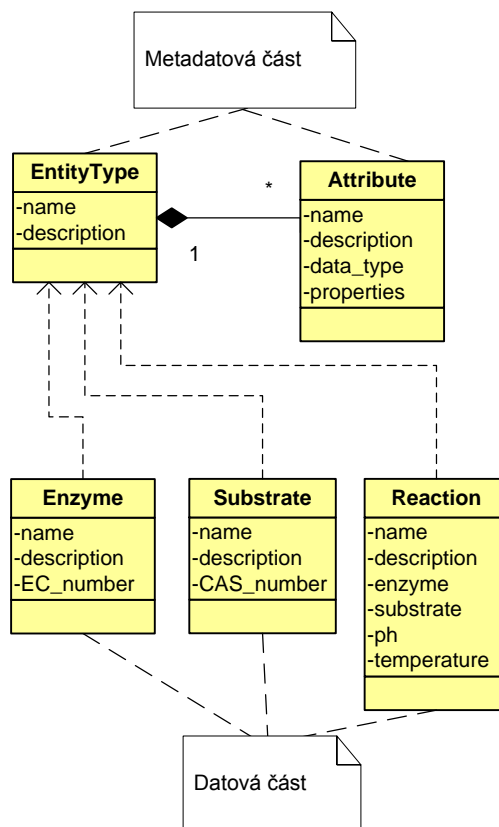 Metadatová část
EntityType
-name
-description
1
*
Attribute
-name
-description
-data_type
-properties
Enzyme
-name
-description
-EC_number
Substrate
-name
-description
-CAS_number
Reaction
-name
-description
-enzyme
-substrate
-ph
-temperature
Datová část